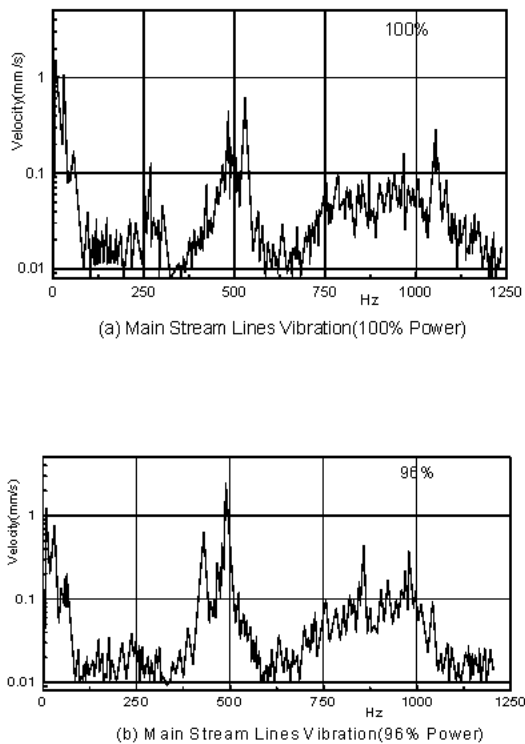 100%
Velocity(mm/s)
1
0.1
0.01
0 250 500 750 1000 1250
Hz
(a) Main Stream Lines Vibration(100% Power)
96%
Velocity(mm/s)
1
0.1
0.01
0 250 500 750 1000 1250
Hz
(b) Main Stream Lines Vibration(96% Power)